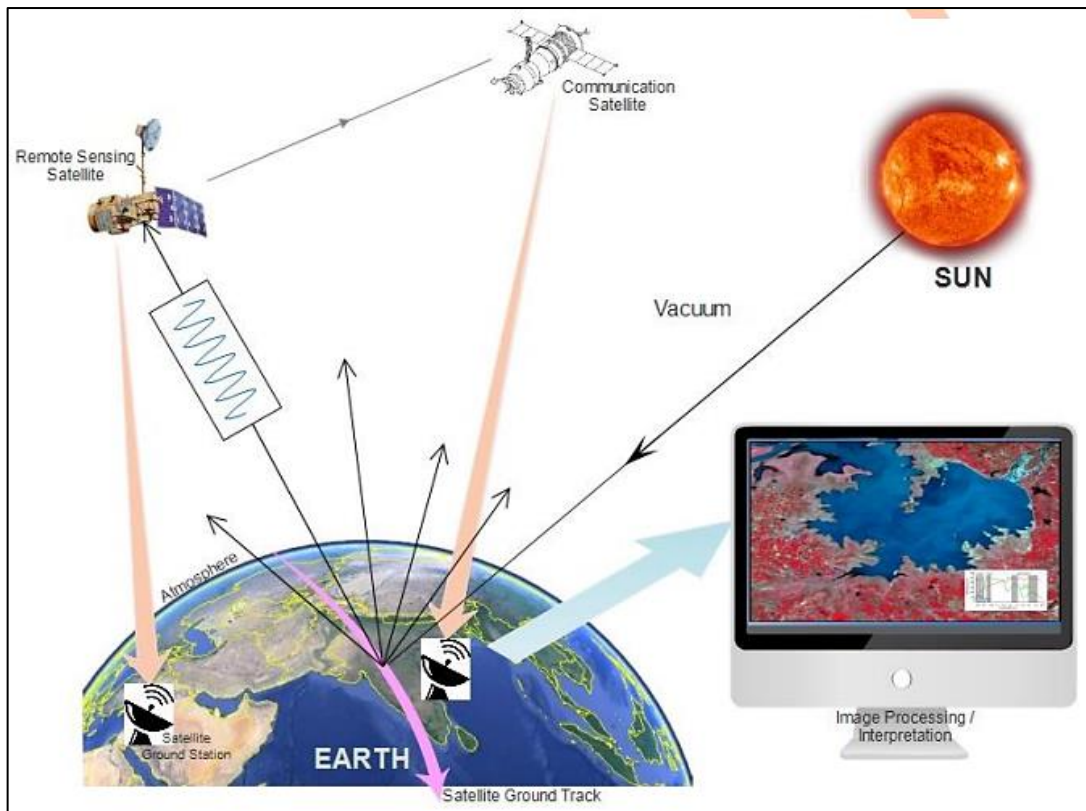 Communication
Satellite
Remote Sensing
Satellite
SUN
Vacuum
Atmosphere
Satellite
Ground Station
EARTH
Satellite Ground Track
Image Processing /
Interpretation